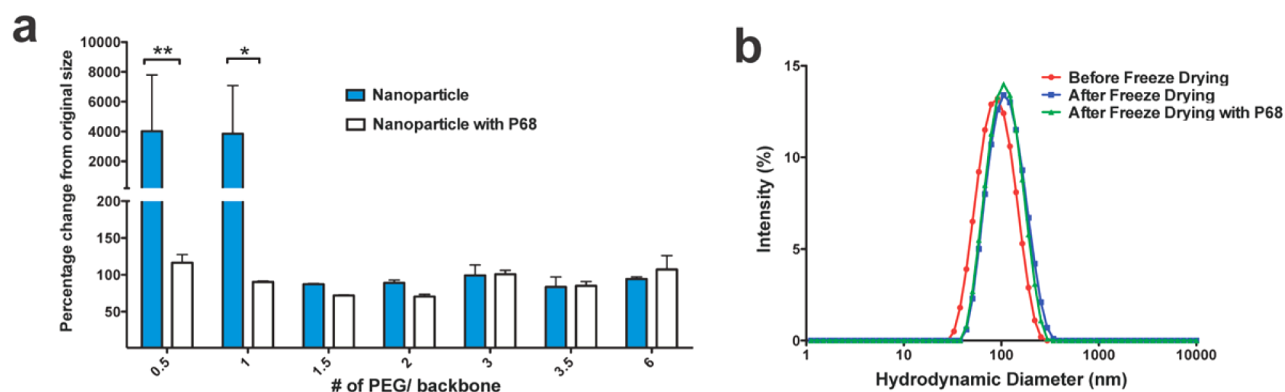 a
Percentage change from original size
10000
8000
6000
4000
2000
200
150
100
50
**
*
Nanoparticle
Nanoparticle with P68
0.5
1
1.5
2
3
3.5
6
# of PEG/ backbone
b
Intensity (%)
15
10
5
0
Before Freeze Drying
After Freeze Drying
After Freeze Drying with P68
1
10
100
1000
10000
Hydrodynamic Diameter (nm)